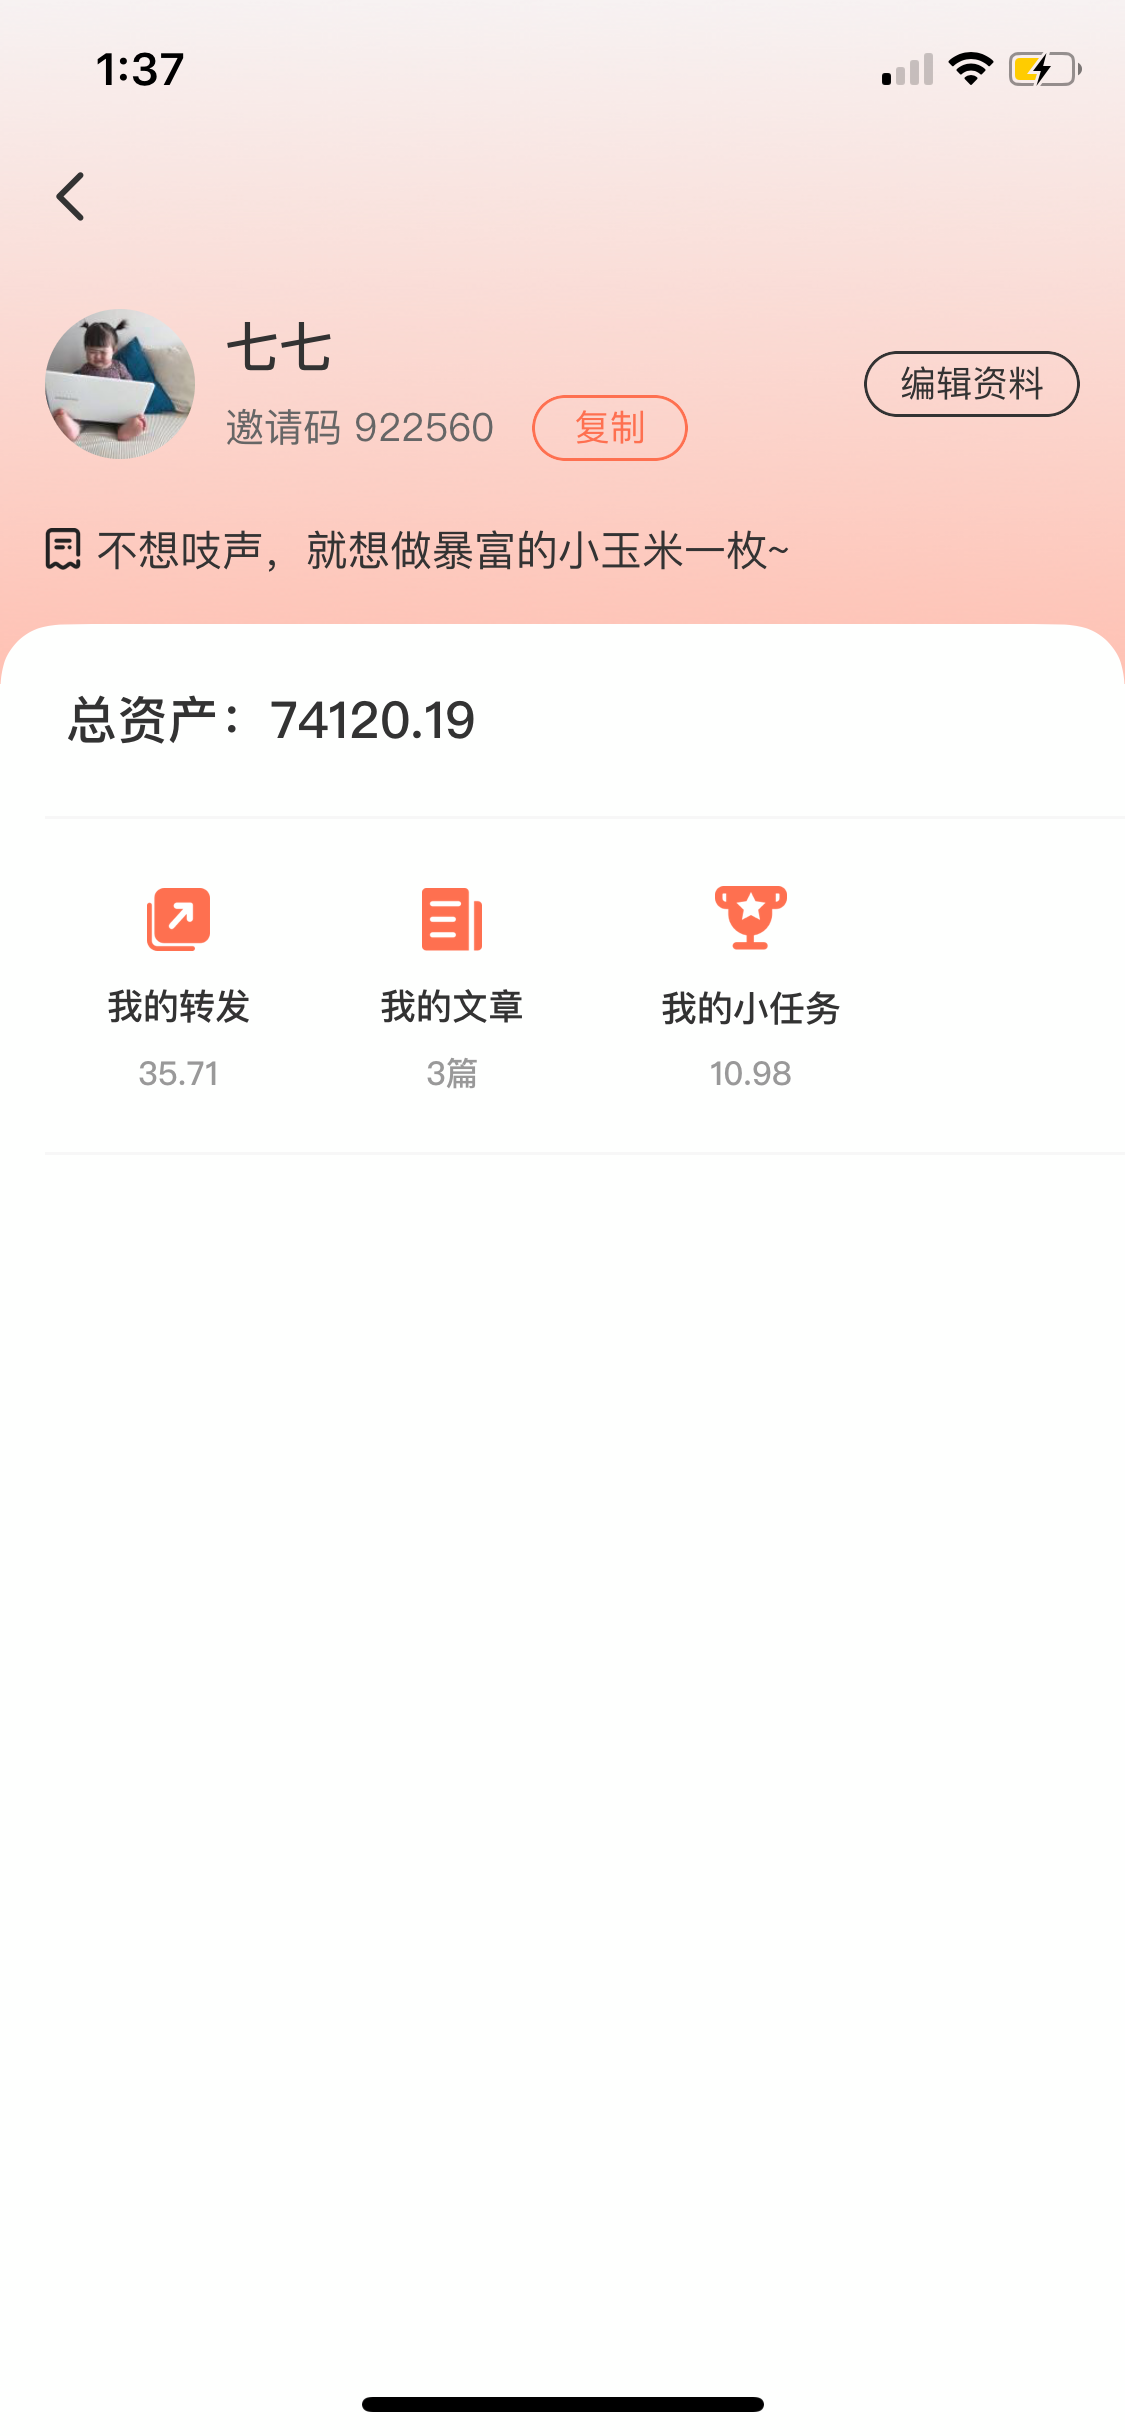 1:37
七七
邀请码 922560
复制
编辑资料
不想吱声，就想做暴富的小玉米一枚~
总资产：74120.19
我的转发
我的文章
我的小任务
35.71
3篇
10.98